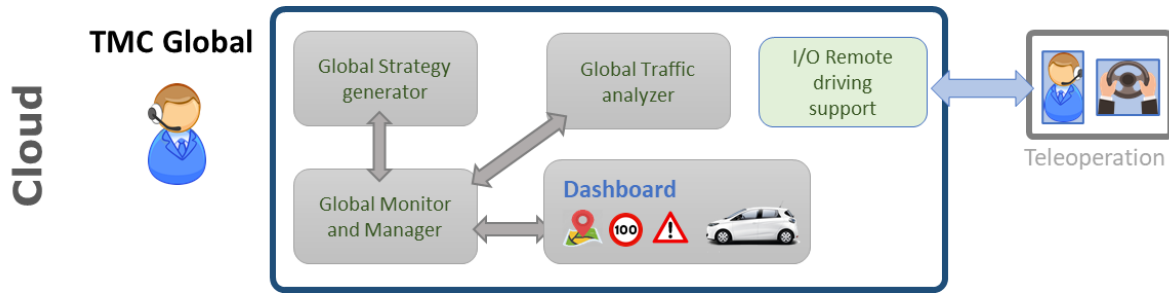 Cloud
TMC Global
Global Strategy
generator
Global Traffic
analyzer
I/O Remote
driving
support
Teleoperation
Global Monitor
and Manager
Dashboard
100
!